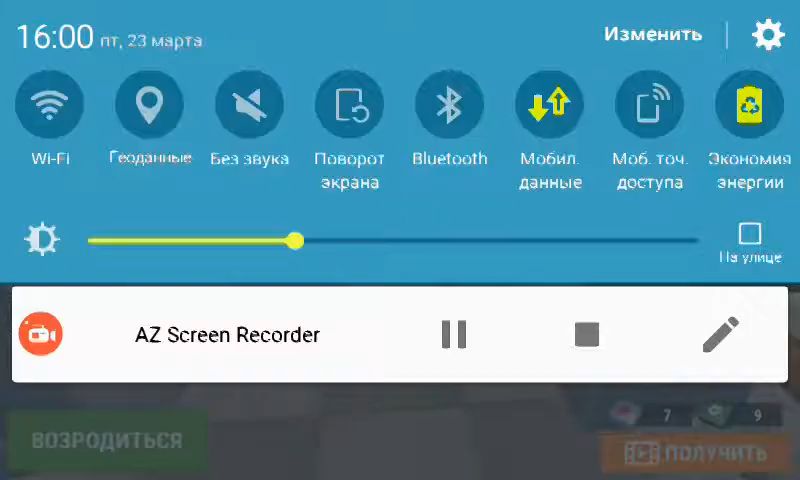 16:00 пт, 23 марта
Изменить
Wi-Fi
Геоданные
Без звука
Поворот
экрана
Bluetooth
Мобил.
данные
Моб. точ.
доступа
Экономия
энергии
На улице
AZ Screen Recorder
7
9
ВОЗРОДИТЬСЯ
ПОЛУЧИТЬ